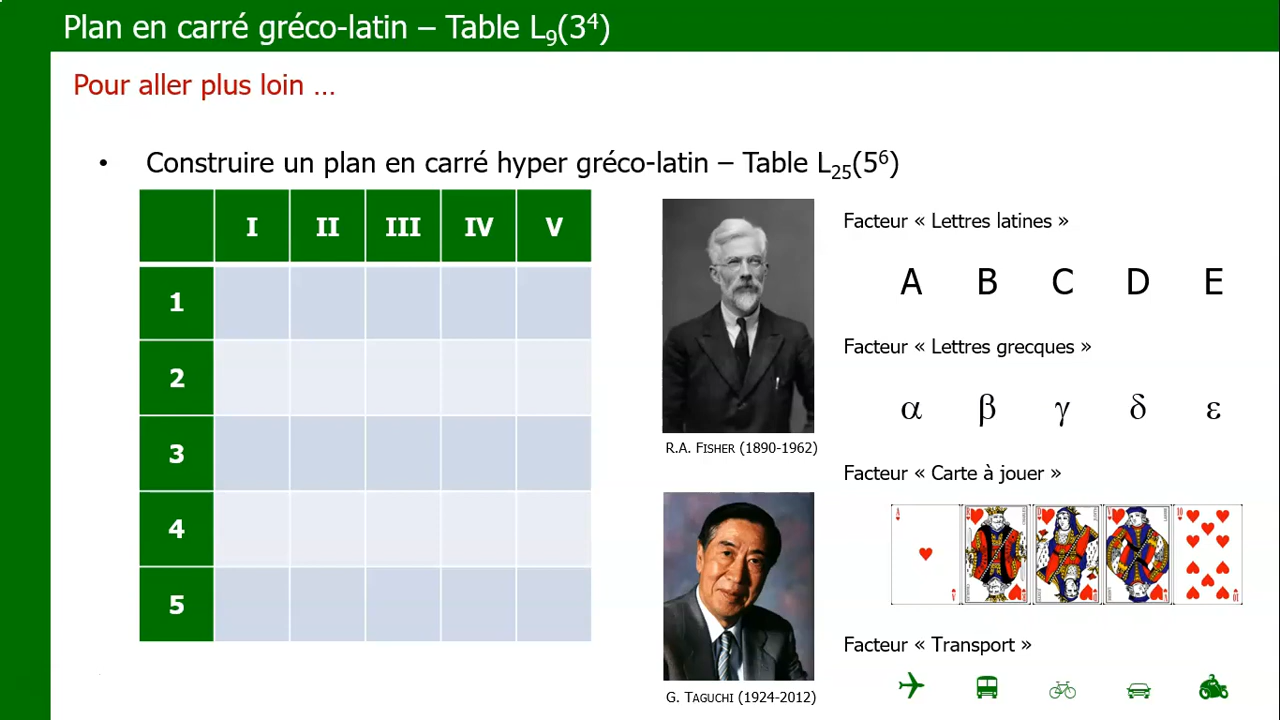 Plan en carré gréco-latin – Table L₉(3⁴)
Pour aller plus loin ...
• Construire un plan en carré hyper gréco-latin – Table L₂₅(5⁶)
I II III IV V
1
2
3
4
5
R.A. FISHER (1890-1962)
G. TAGUCHI (1924-2012)
Facteur « Lettres latines »
A B C D E
Facteur « Lettres grecques »
α β γ δ ε
Facteur « Carte à jouer »
Facteur « Transport »